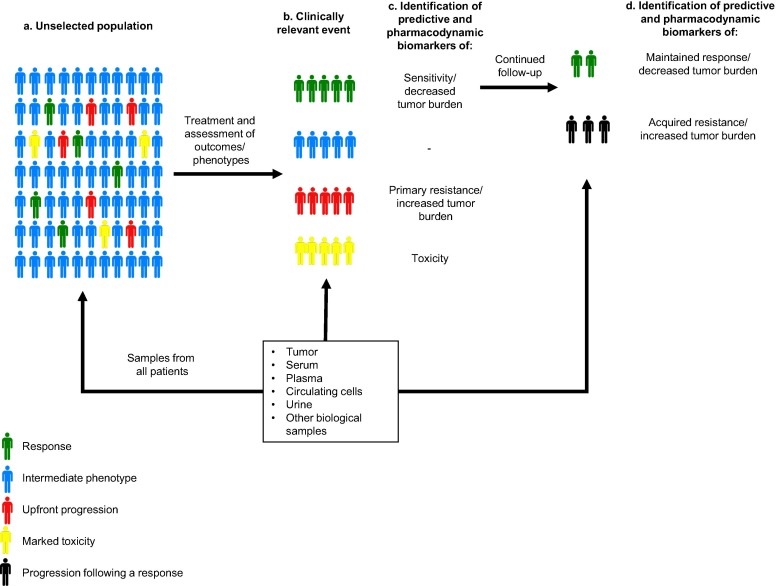 a. Unselected population
b. Clinically
relevant event
c. Identification of
predictive and
pharmacodynamic
biomarkers of:
d. Identification of predictive
and pharmacodynamic
biomarkers of:
Treatment and
assessment of
outcomes/
phenotypes
Sensitivity/
decreased
tumor burden
Continued
follow-up
Maintained response/
decreased tumor burden
Acquired resistance/
increased tumor burden
-
Primary resistance/
increased tumor
burden
Toxicity
Samples from
all patients
• Tumor
• Serum
• Plasma
• Circulating cells
• Urine
• Other biological
samples
Response
Intermediate phenotype
Upfront progression
Marked toxicity
Progression following a response